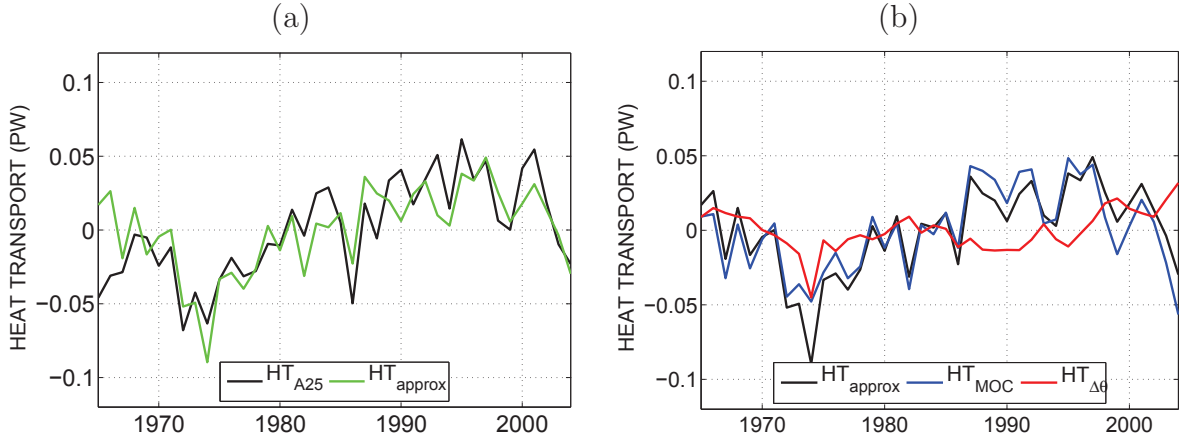 (a)
HEAT TRANSPORT (PW)
0.1
0.05
0
−0.05
−0.1
1970 1980 1990 2000
HT_A25 HT_approx
(b)
HEAT TRANSPORT (PW)
0.1
0.05
0
−0.05
−0.1
1970 1980 1990 2000
HT_approx HT_MOC HT_Δθ